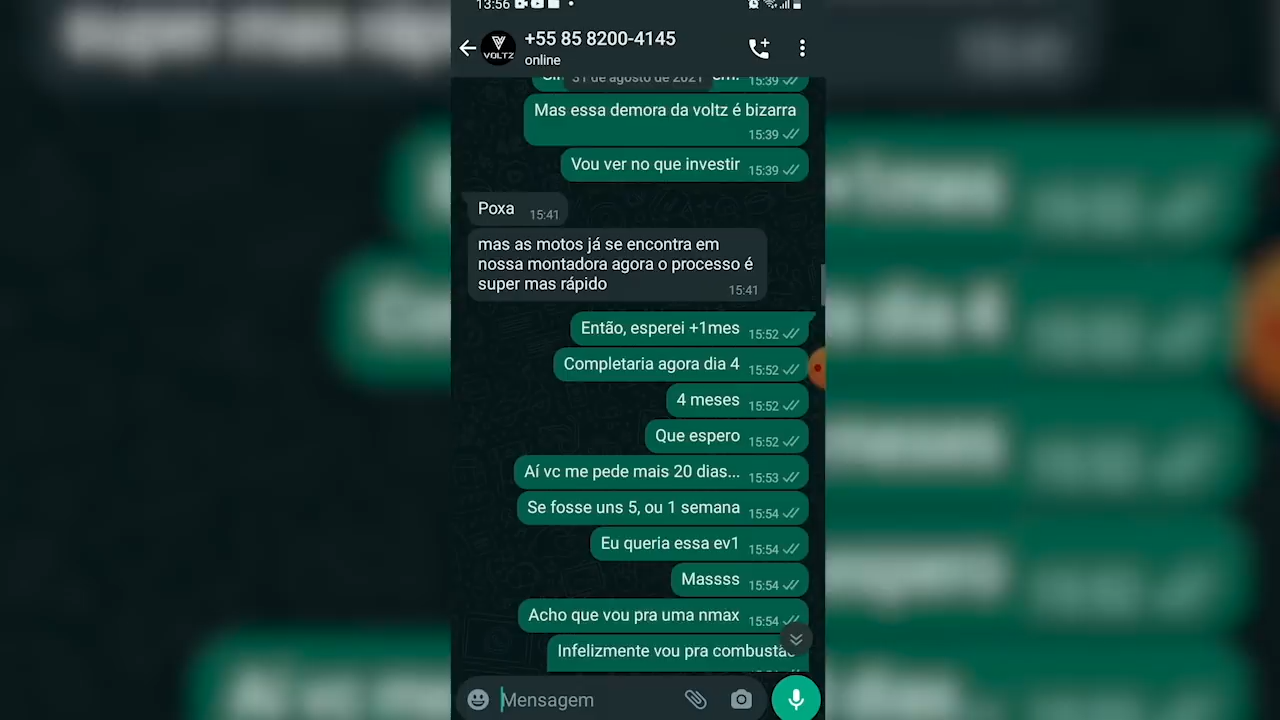 13:56
VOLTZ
+55 85 8200-4145
online
31 de agosto de 2021
15:39
Mas essa demora da voltz é bizarra
15:39
Vou ver no que investir 15:39
Poxa 15:41
mas as motos já se encontra em
nossa montadora agora o processo é
super mas rápido
15:41
Então, esperei +1mes 15:52
Completaria agora dia 4 15:52
4 meses 15:52
Que espero 15:52
Aí vc me pede mais 20 dias... 15:53
Se fosse uns 5, ou 1 semana 15:54
Eu queria essa ev1 15:54
Massss 15:54
Acho que vou pra uma nmax 15:54
Infelizmente vou pra combustão
Mensagem